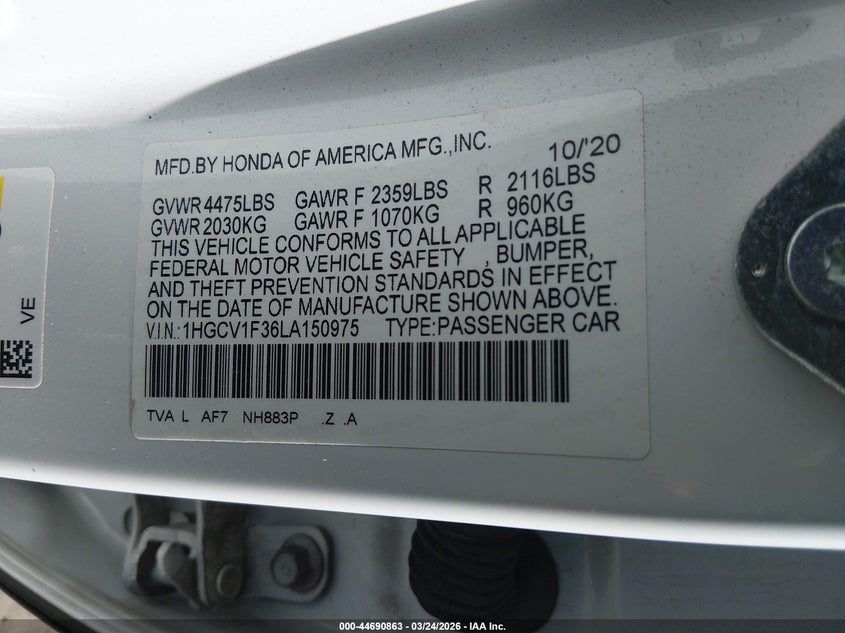 MFD.BY HONDA OF AMERICA MFG.,INC. 10/'20
GVWR 4475LBS GAWR F 2359LBS R 2116LBS
GVWR 2030KG GAWR F 1070KG R 960KG
THIS VEHICLE CONFORMS TO ALL APPLICABLE
FEDERAL MOTOR VEHICLE SAFETY , BUMPER,
AND THEFT PREVENTION STANDARDS IN EFFECT
ON THE DATE OF MANUFACTURE SHOWN ABOVE.
V.I.N.:1HGCV1F36LA150975 TYPE:PASSENGER CAR
TVA L AF7 NH883P .Z .A
VE
000-44690863 - 03/24/2026 - IAA Inc.